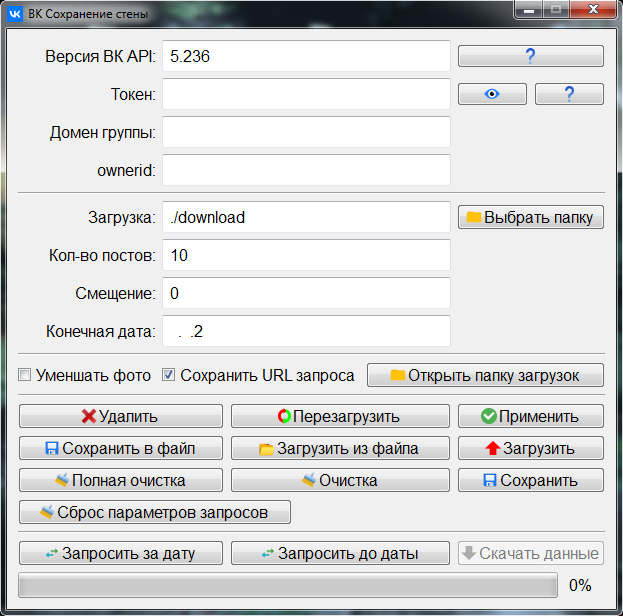 ВК Сохранение стены
Версия ВК API: 5.236 ?
Токен: ?
Домен группы:
ownerid:
Загрузка: ./download Выбрать папку
Кол-во постов: 10
Смещение: 0
Конечная дата: . .2
Уменшать фото Сохранить URL запроса Открыть папку загрузок
Удалить Перезагрузить Применить
Сохранить в файл Загрузить из файла Загрузить
Полная очистка Очистка Сохранить
Сброс параметров запросов
Запросить за дату Запросить до даты Скачать данные
0%